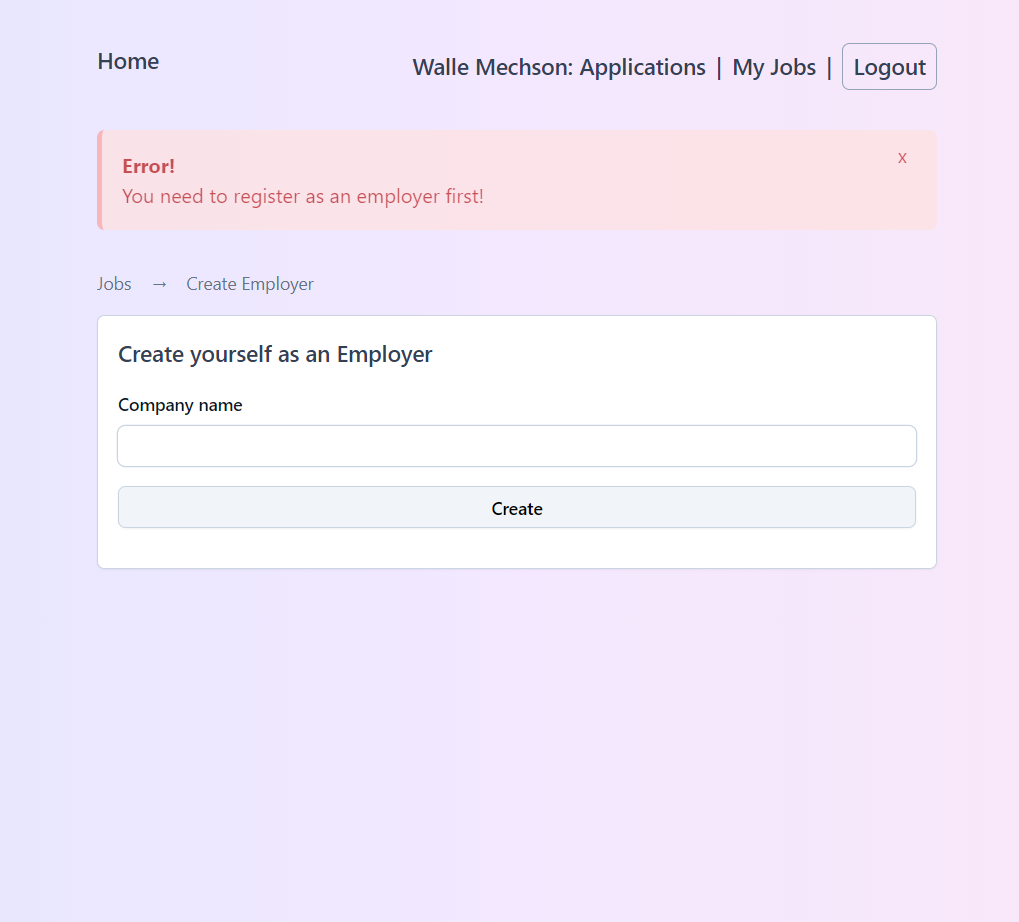 Home
Walle Mechson: Applications | My Jobs | Logout
Error!
x
You need to register as an employer first!
Jobs → Create Employer
Create yourself as an Employer
Company name
Create